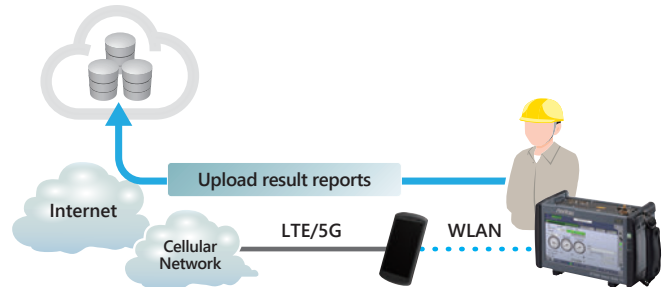 Upload result reports
Internet
LTE/5G
WLAN
Cellular
Network